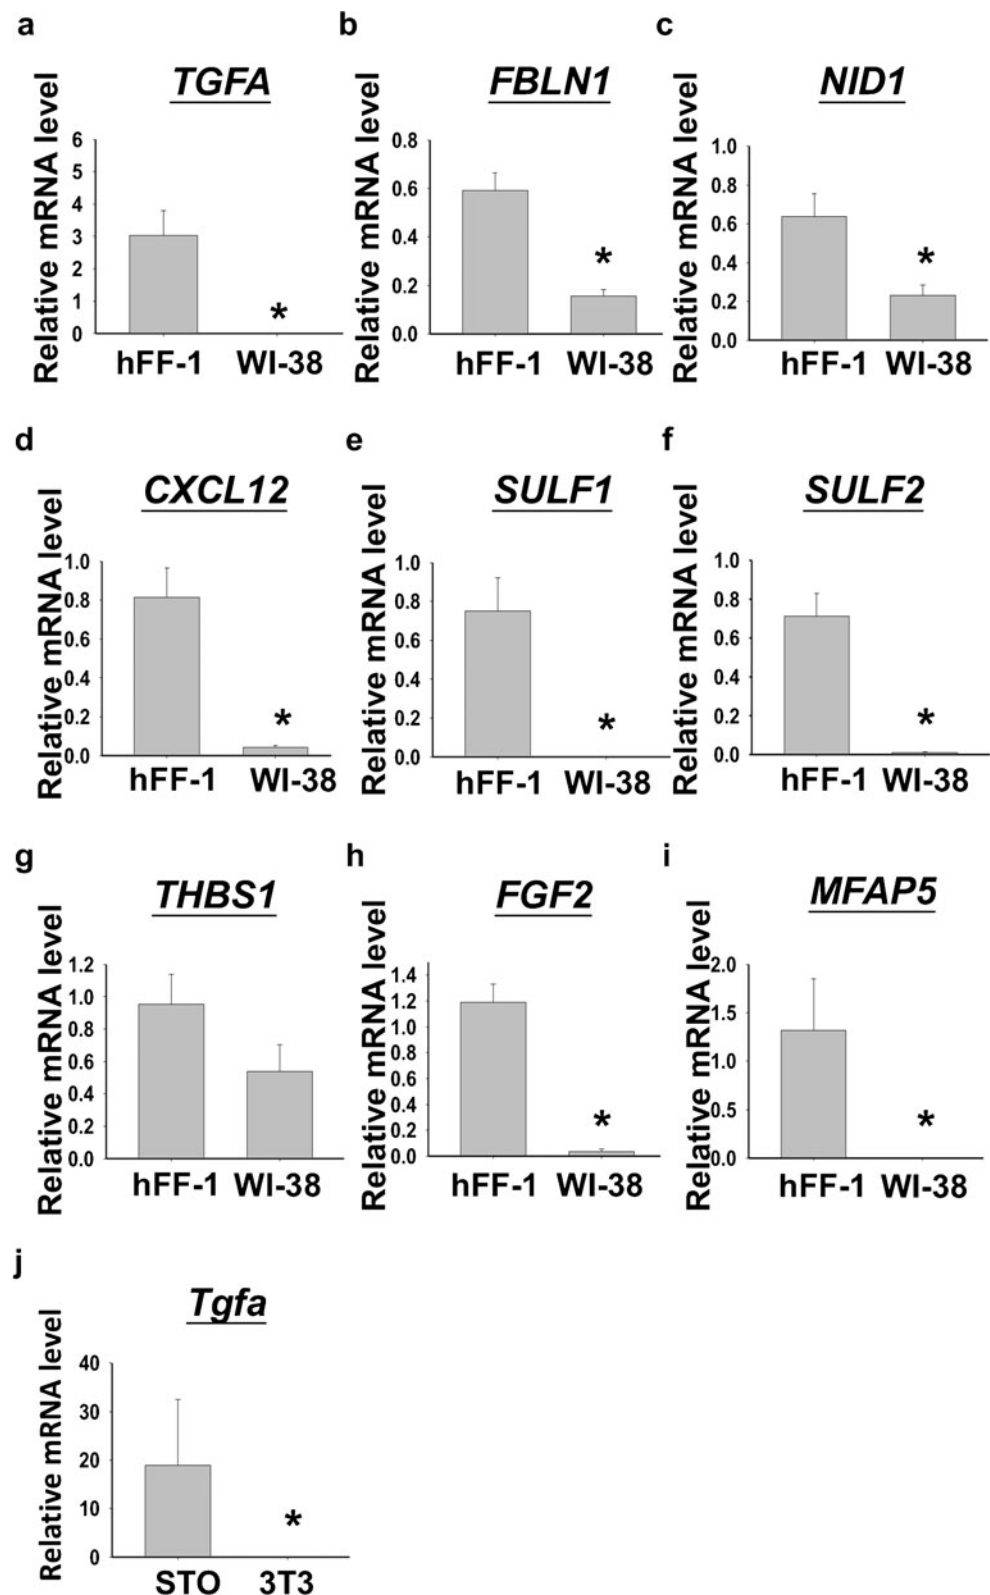 a
TGFA
Relative mRNA level
6
5
4
3
2
1
0
*
hFF-1 WI-38
b
FBLN1
Relative mRNA level
0.8
0.6
0.4
0.2
0.0
*
hFF-1 WI-38
c
NID1
Relative mRNA level
1.0
0.8
0.6
0.4
0.2
0.0
*
hFF-1 WI-38
d
CXCL12
Relative mRNA level
1.0
0.8
0.6
0.4
0.2
0.0
*
hFF-1 WI-38
e
SULF1
Relative mRNA level
1.0
0.8
0.6
0.4
0.2
0.0
*
hFF-1 WI-38
f
SULF2
Relative mRNA level
1.0
0.8
0.6
0.4
0.2
0.0
*
hFF-1 WI-38
g
THBS1
Relative mRNA level
1.2
1.0
0.8
0.6
0.4
0.2
0.0
hFF-1 WI-38
h
FGF2
Relative mRNA level
1.4
1.2
1.0
0.8
0.6
0.4
0.2
0.0
*
hFF-1 WI-38
i
MFAP5
Relative mRNA level
2.0
1.5
1.0
0.5
0.0
*
hFF-1 WI-38
j
Tgfa
Relative mRNA level
40
30
20
10
0
*
STO 3T3